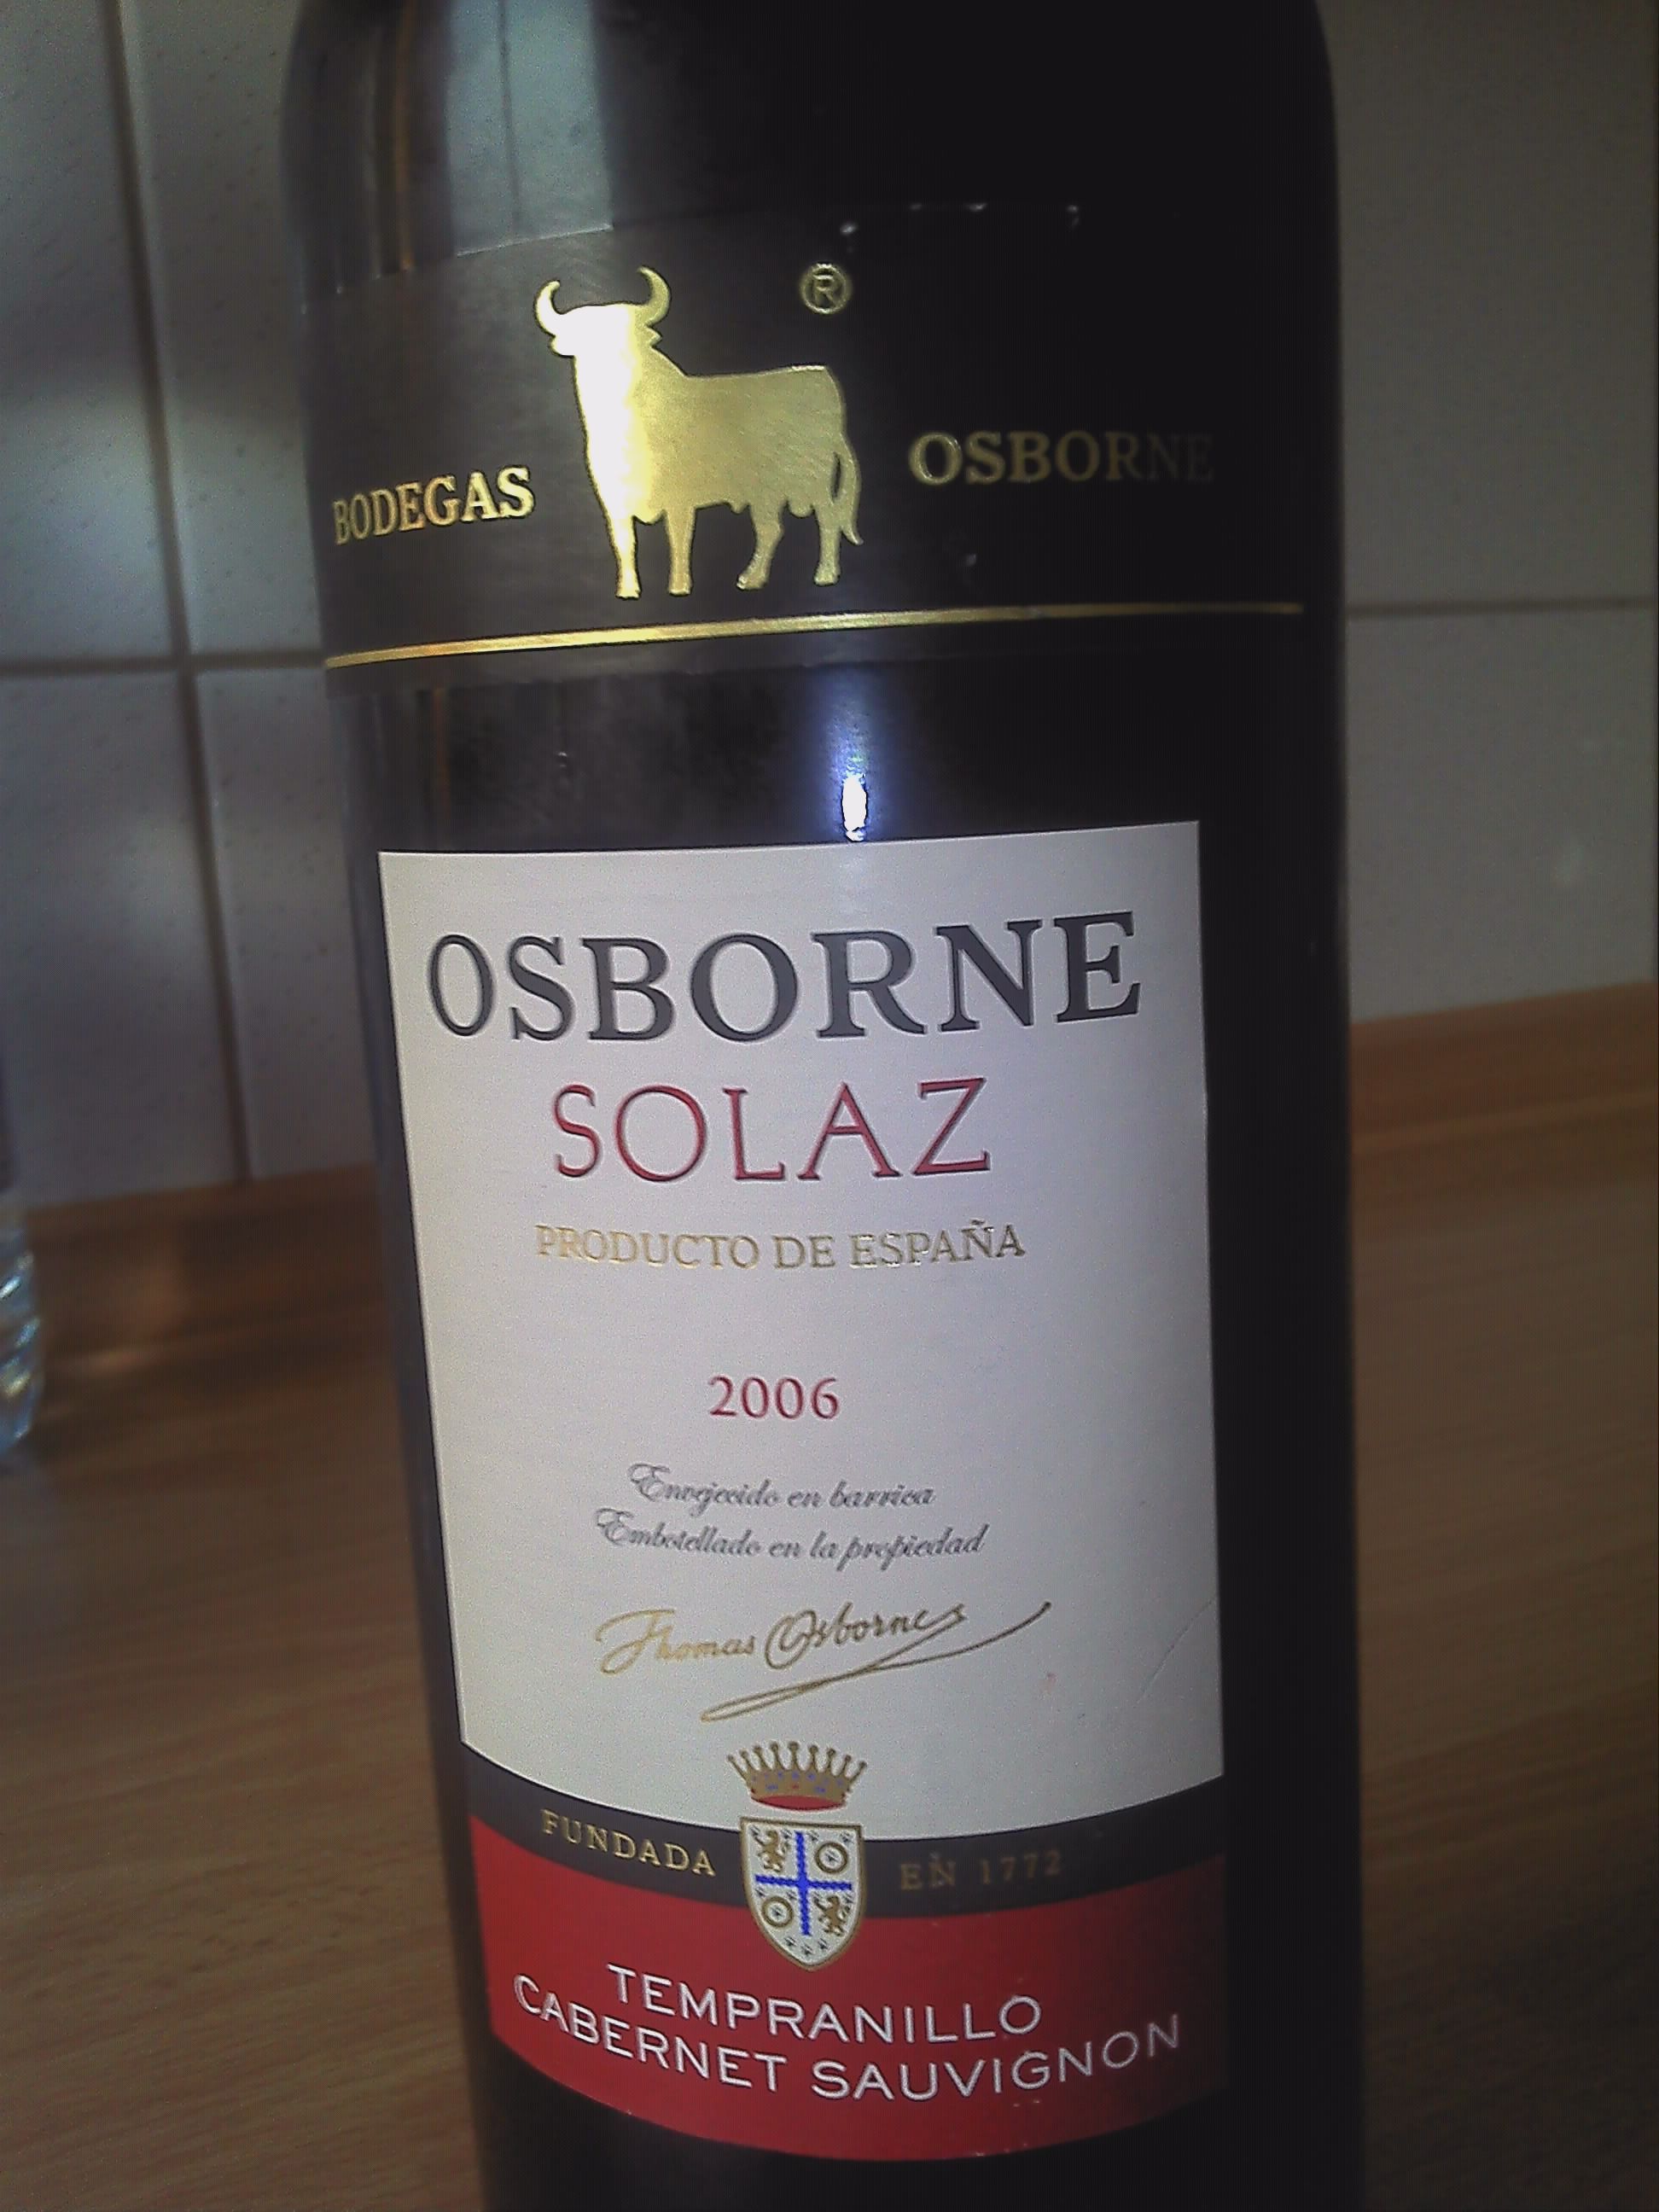 ®
BODEGAS OSBORNE
OSBORNE
SOLAZ
PRODUCTO DE ESPAÑA
2006
Envejecido en barrica
Embotellado en la propiedad
Thomas Osborne
FUNDADA EN 1772
TEMPRANILLO
CABERNET SAUVIGNON